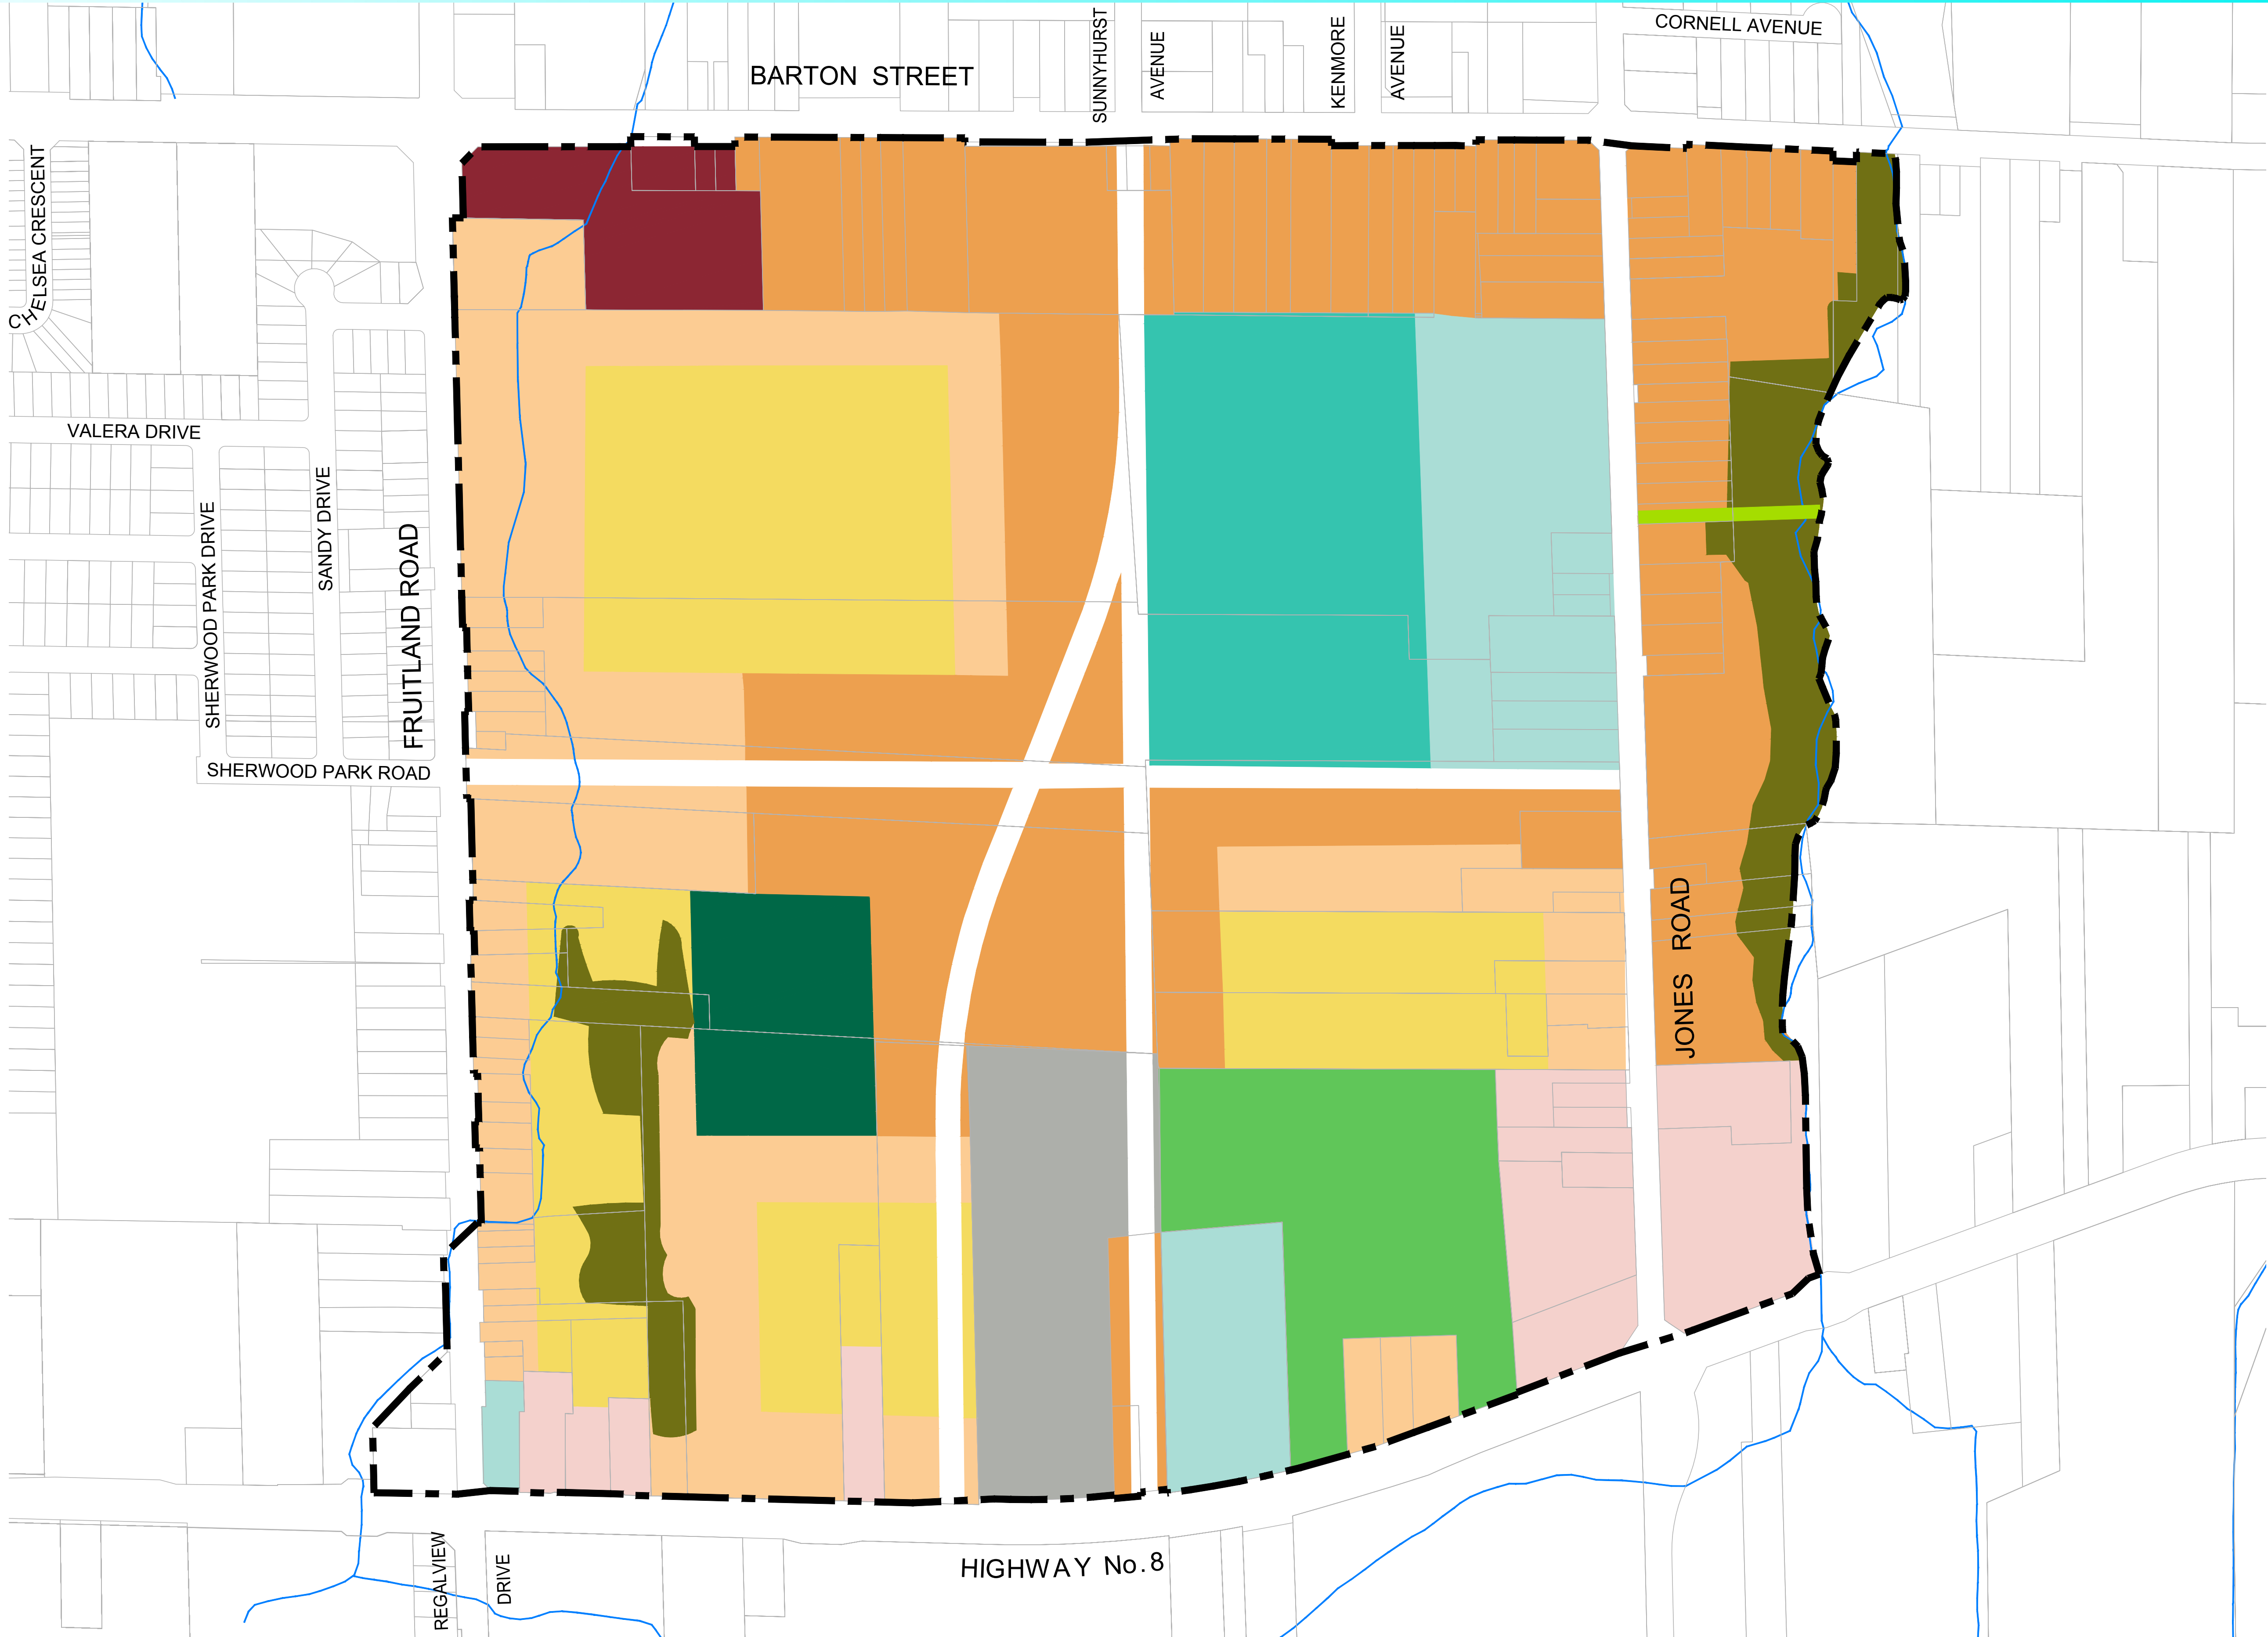 CORNELL AVENUE
BARTON STREET
SUNNYHURST
AVENUE
KENMORE
AVENUE
CHELSEA CRESCENT
VALERA DRIVE
SHERWOOD PARK DRIVE
SANDY DRIVE
FRUITLAND ROAD
SHERWOOD PARK ROAD
JONES ROAD
HIGHWAY No. 8
REGALVIEW
DRIVE